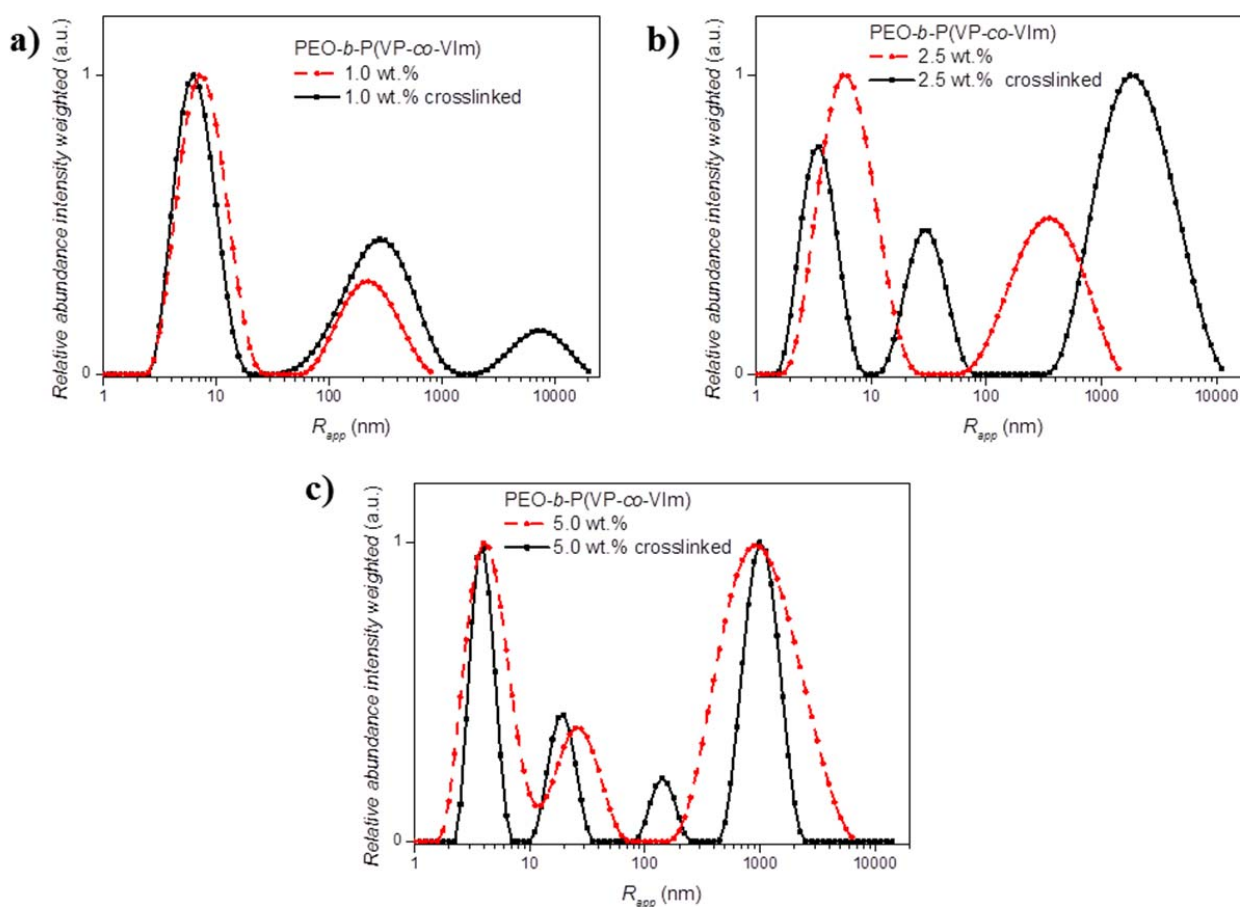 a)
PEO-b-P(VP-co-VIm)
1.0 wt.%
1.0 wt.% crosslinked
Relative abundance intensity weighted (a.u.)
1
0
1 10 100 1000 10000
Rapp (nm)
b)
PEO-b-P(VP-co-VIm)
2.5 wt.%
2.5 wt.% crosslinked
Relative abundance intensity weighted (a.u.)
1
0
1 10 100 1000 10000
Rapp (nm)
c)
PEO-b-P(VP-co-VIm)
5.0 wt.%
5.0 wt.% crosslinked
Relative abundance intensity weighted (a.u.)
1
0
1 10 100 1000 10000
Rapp (nm)